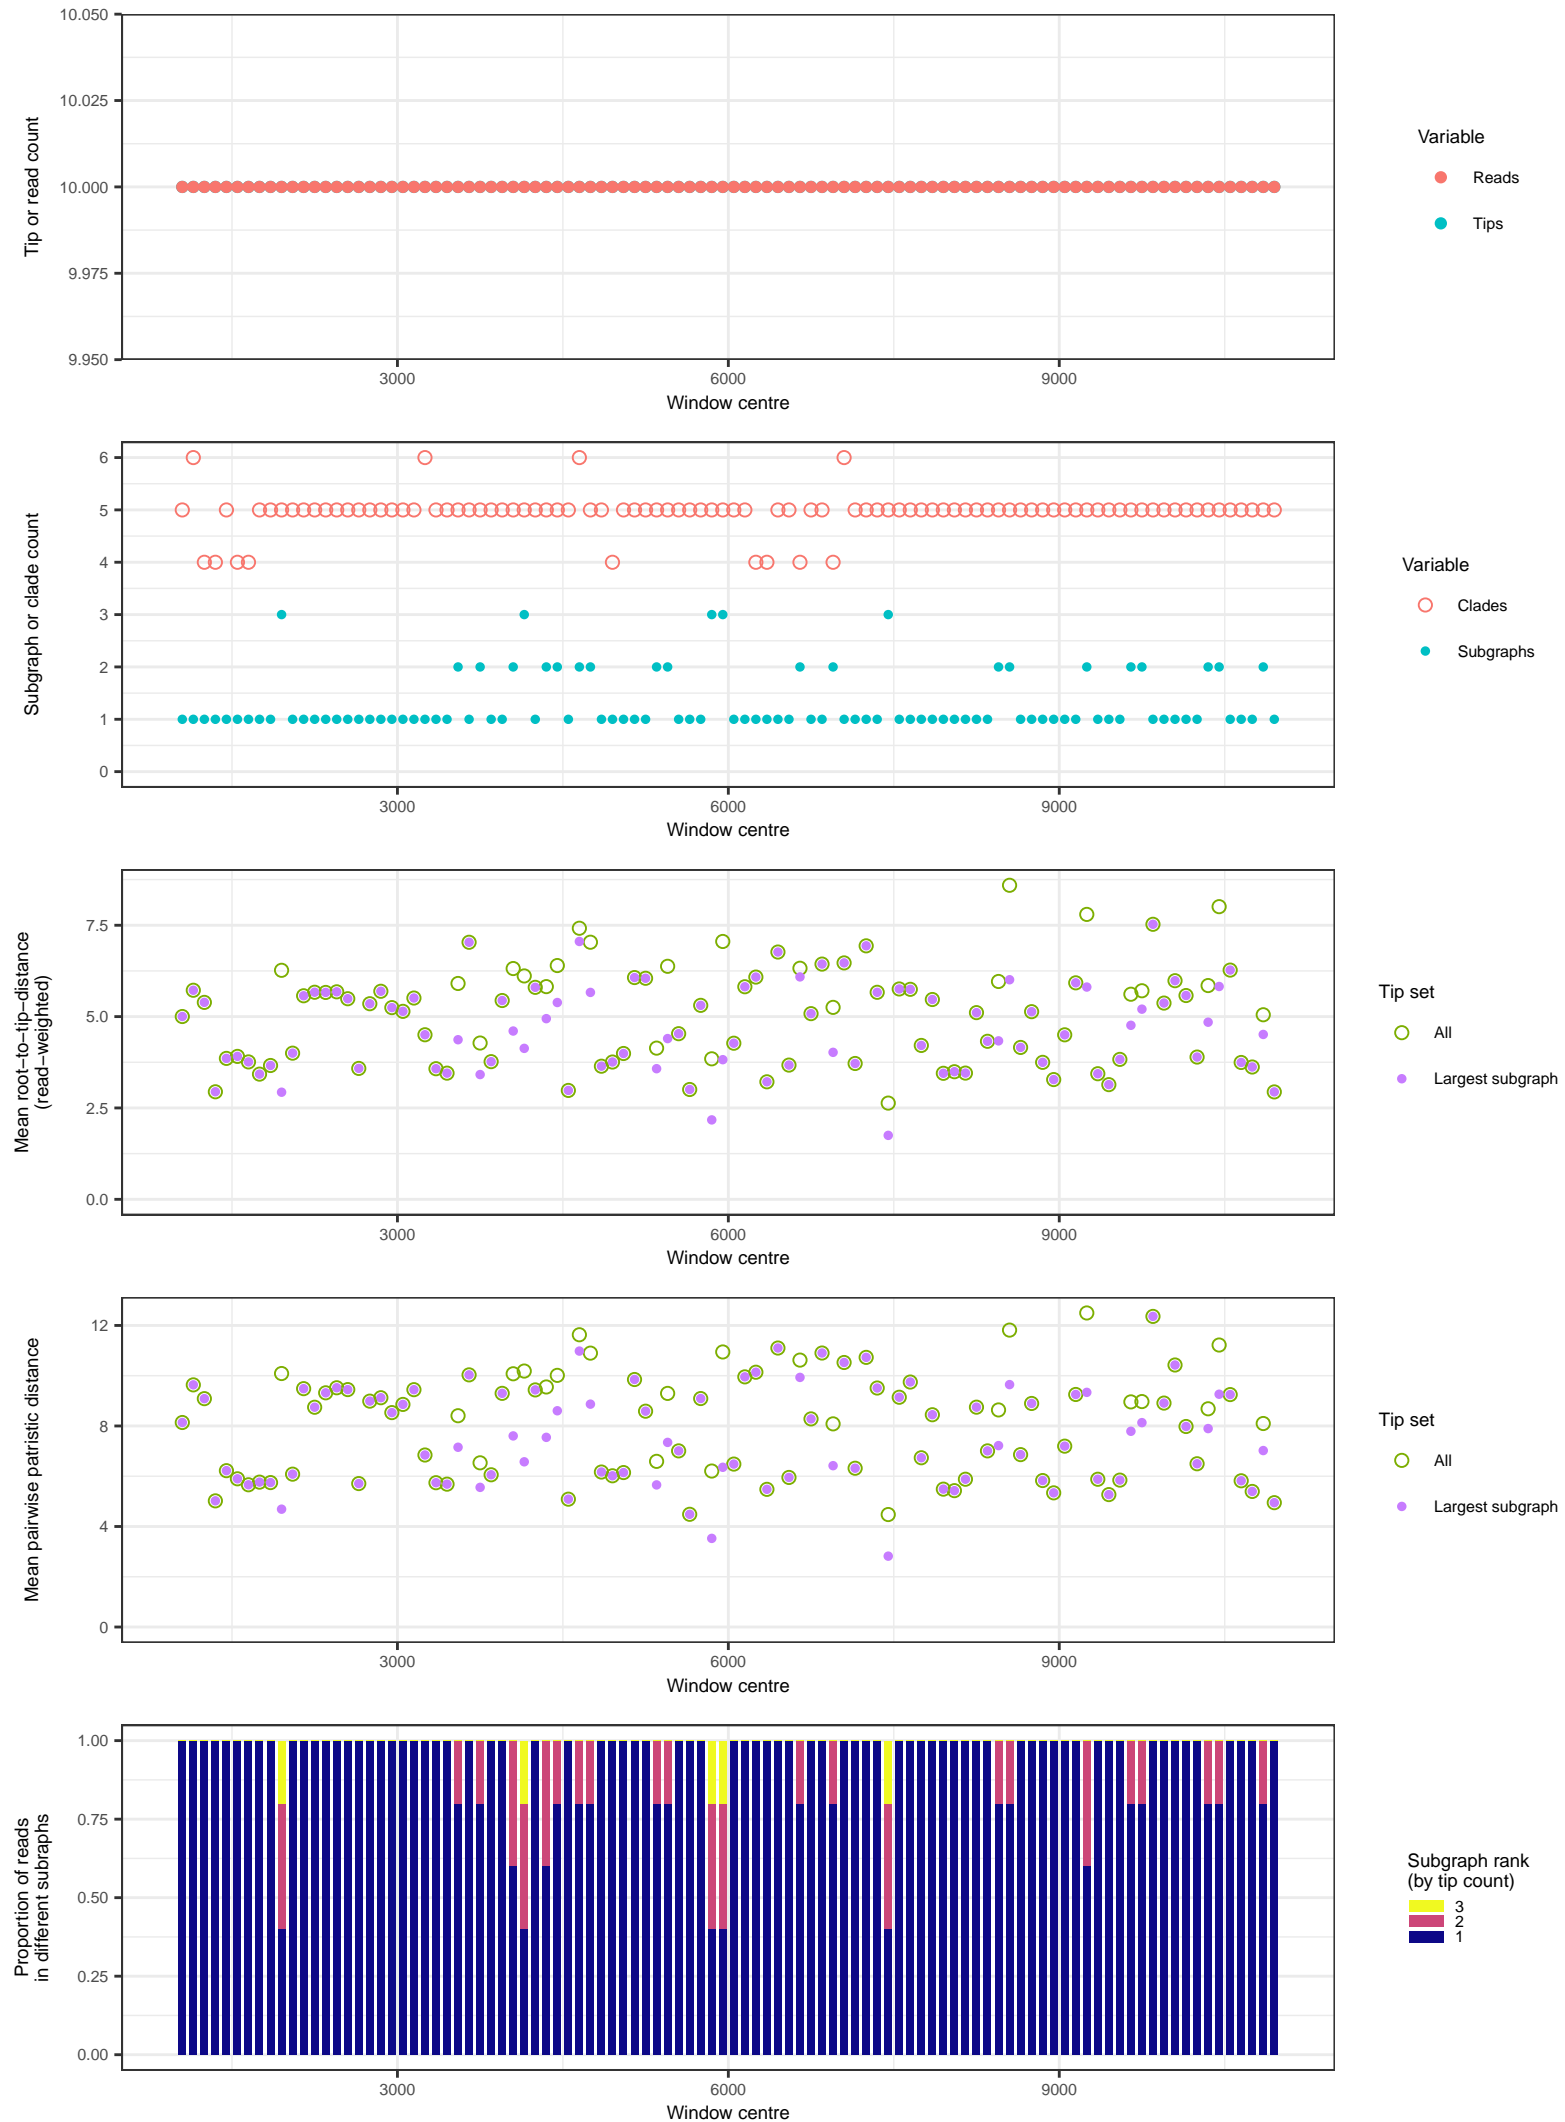 10.050
10.025
10.000
9.975
9.950
Tip or read count
3000
6000
9000
Window centre
Variable
Reads
Tips
6
5
4
3
2
1
0
Subgraph or clade count
3000
6000
9000
Window centre
Variable
Clades
Subgraphs
7.5
5.0
2.5
0.0
Mean root−to−tip−distance
(read−weighted)
3000
6000
9000
Window centre
Tip set
All
Largest subgraph
12
8
4
0
Mean pairwise patristic distance
3000
6000
9000
Window centre
Tip set
All
Largest subgraph
1.00
0.75
0.50
0.25
0.00
Proportion of reads
in different subraphs
3000
6000
9000
Window centre
Subgraph rank
(by tip count)
3
2
1